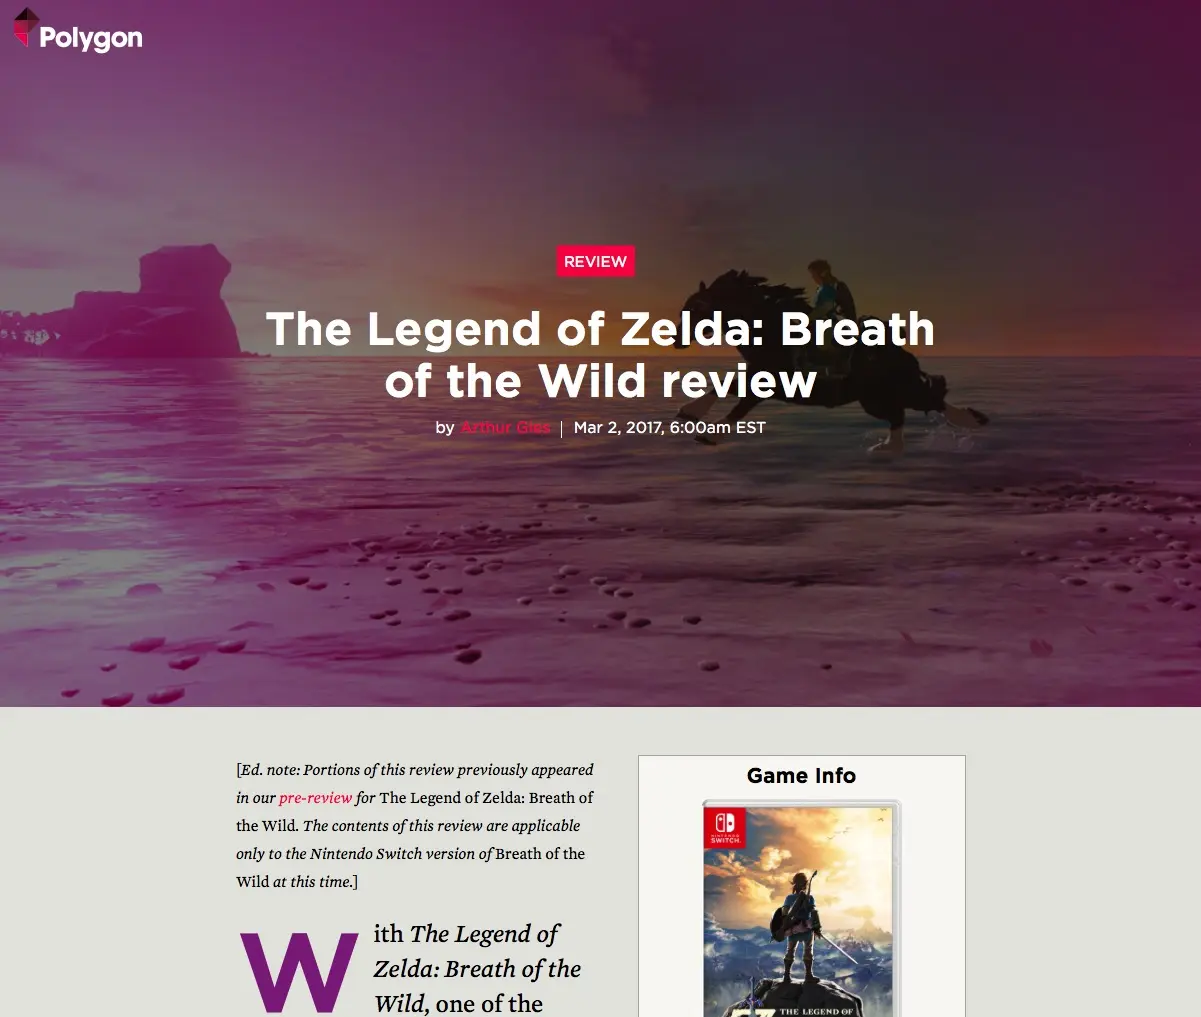 Polygon
REVIEW
The Legend of Zelda: Breath
of the Wild review
by Arthur Gies | Mar 2, 2017, 6:00am EST
[Ed. note: Portions of this review previously appeared
in our pre-review for The Legend of Zelda: Breath of
the Wild. The contents of this review are applicable
only to the Nintendo Switch version of Breath of the
Wild at this time.]
With The Legend of
Zelda: Breath of the
Wild, one of the
Game Info
NINTENDO
SWITCH
THE LEGEND OF